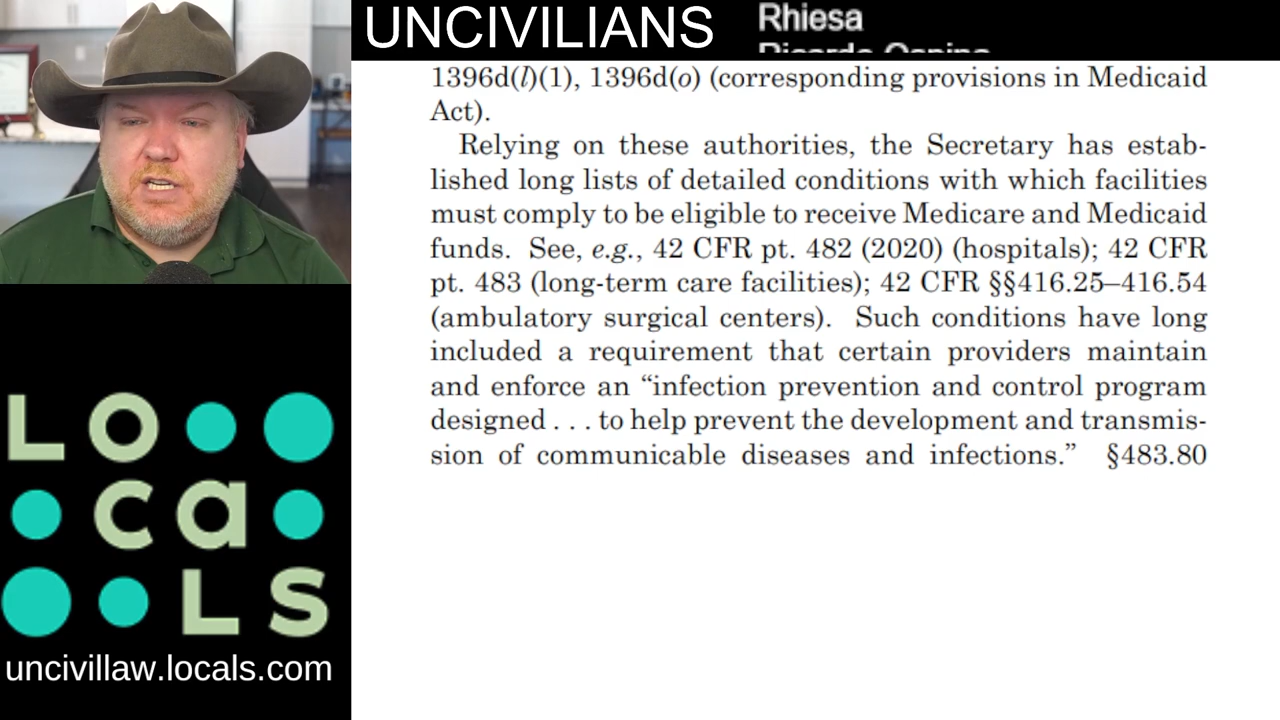 UNCIVILIANS
Rhiesa
Ricardo Ospina
1396d(l)(1), 1396d(o) (corresponding provisions in Medicaid
Act).
Relying on these authorities, the Secretary has estab-
lished long lists of detailed conditions with which facilities
must comply to be eligible to receive Medicare and Medicaid
funds. See, e.g., 42 CFR pt. 482 (2020) (hospitals); 42 CFR
pt. 483 (long-term care facilities); 42 CFR §§416.25–416.54
(ambulatory surgical centers). Such conditions have long
included a requirement that certain providers maintain
and enforce an “infection prevention and control program
designed . . . to help prevent the development and transmis-
sion of communicable diseases and infections.” §483.80
LO
ca
LS
uncivillaw.locals.com